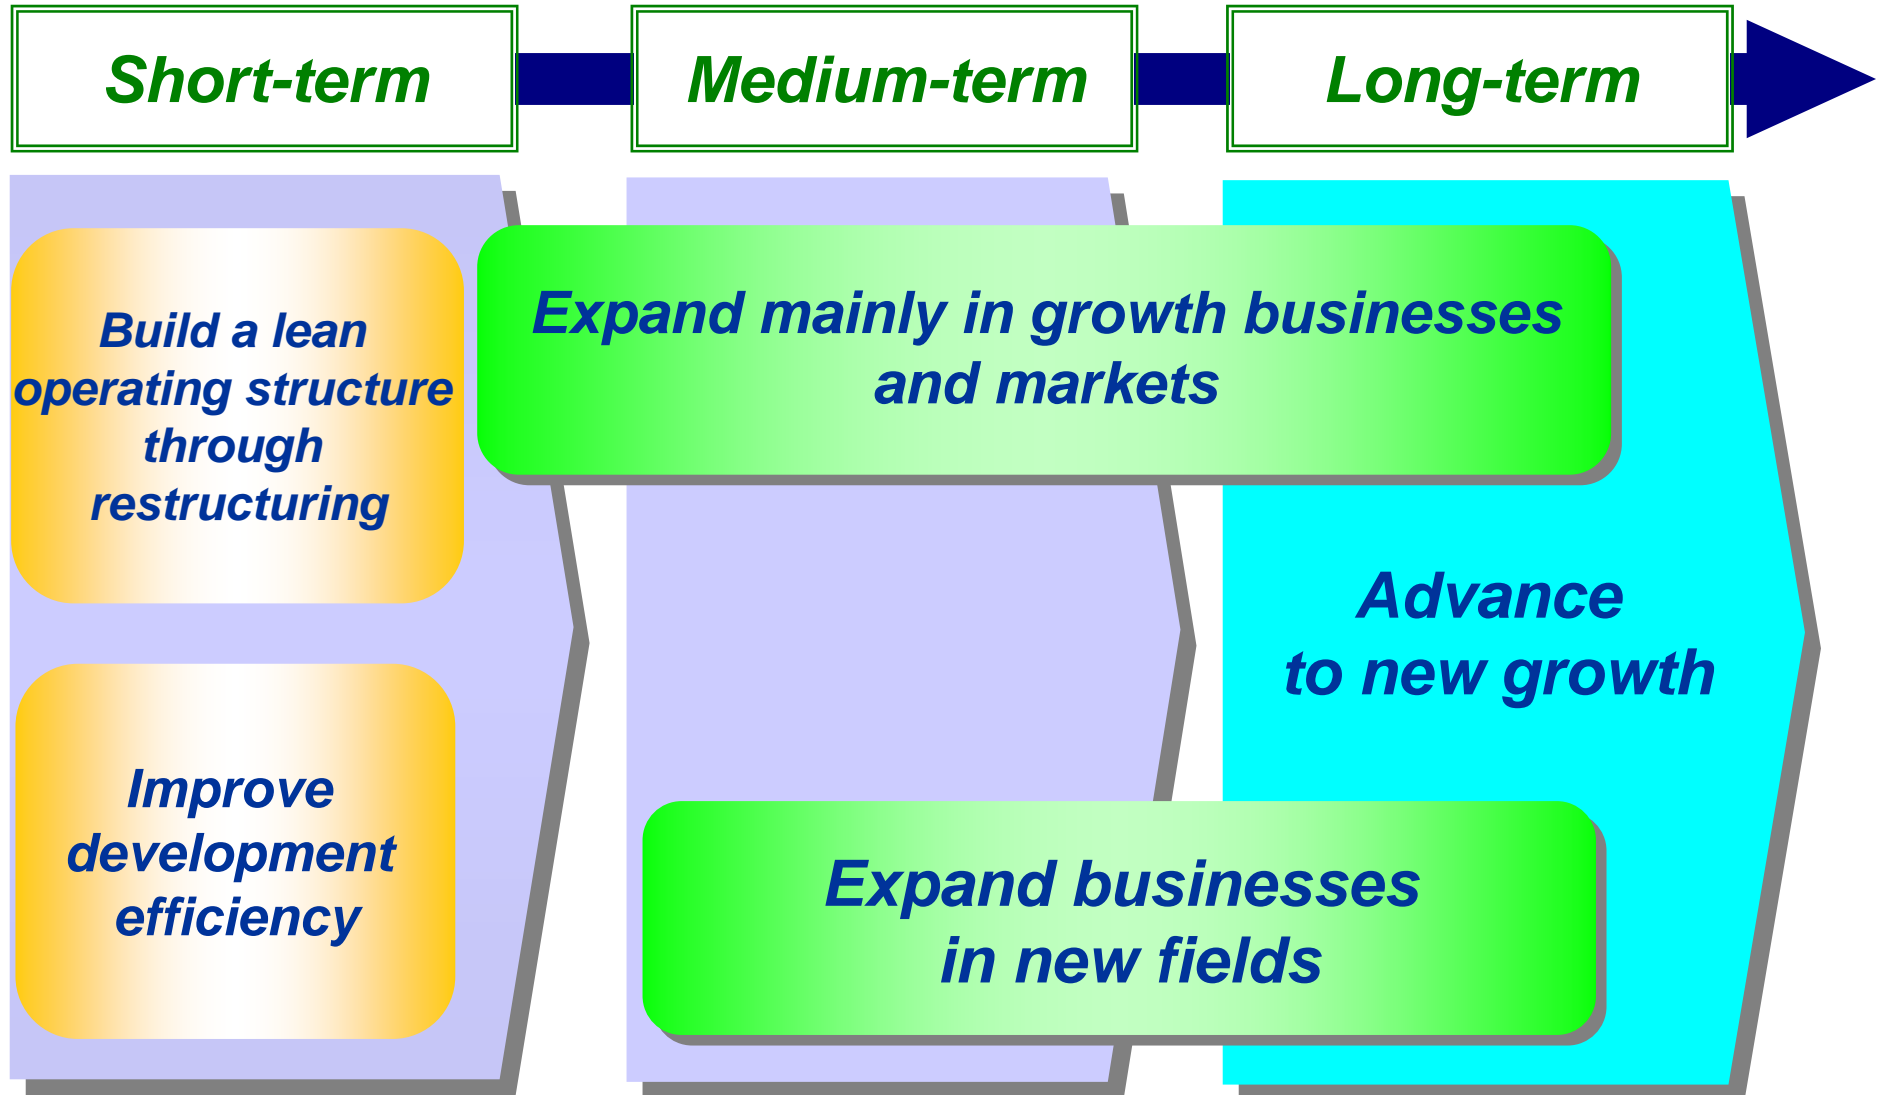 Short-term
Medium-term
Long-term
Build a lean
operating structure
through
restructuring
Improve
development
efficiency
Expand mainly in growth businesses
and markets
Expand businesses
in new fields
Advance
to new growth